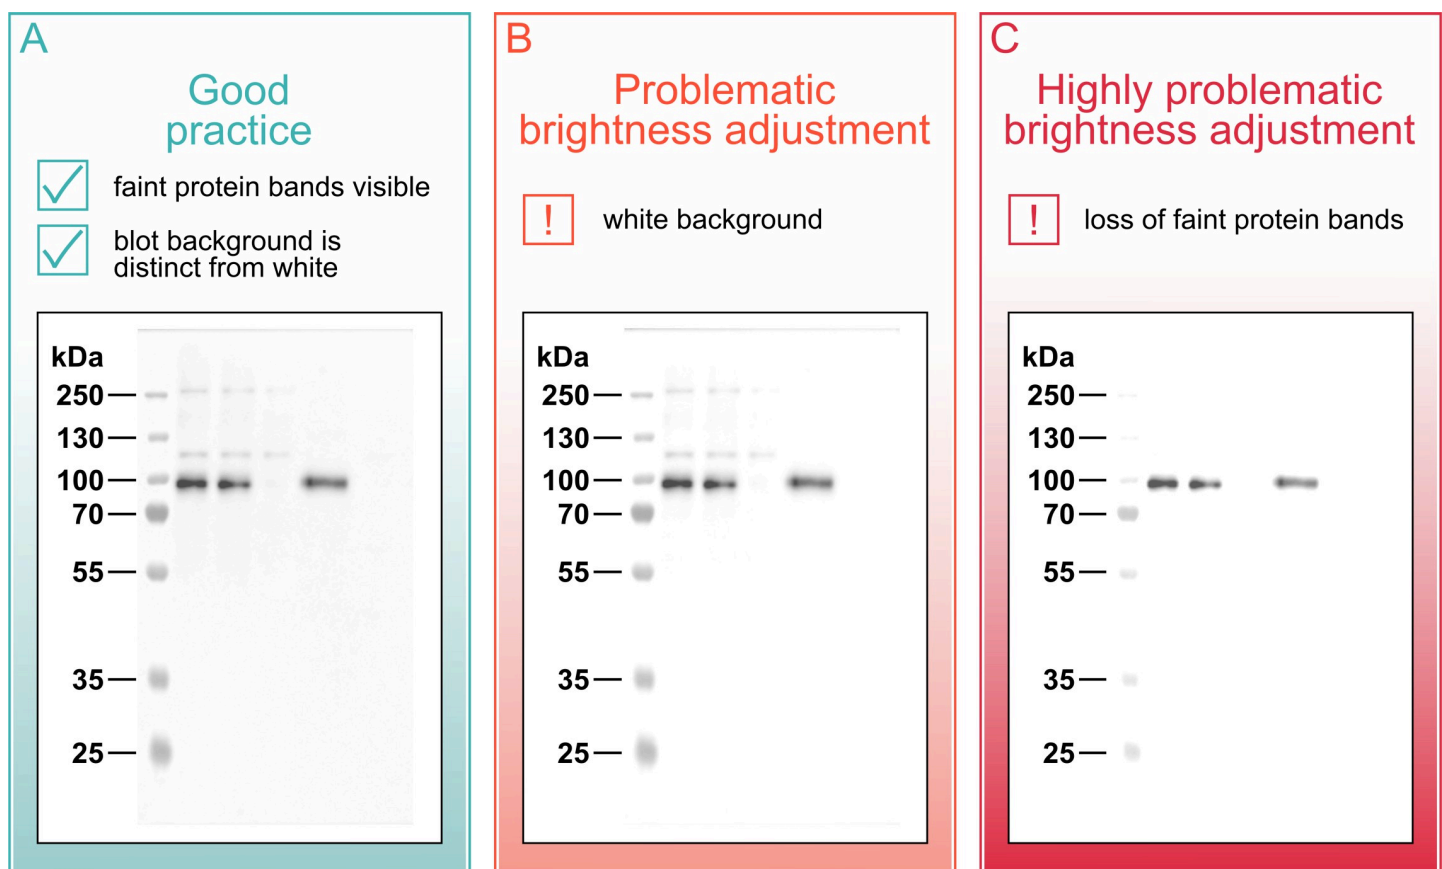 A
Good
practice
faint protein bands visible
blot background is
distinct from white
kDa
250
130
100
70
55
35
25
B
Problematic
brightness adjustment
! white background
kDa
250
130
100
70
55
35
25
C
Highly problematic
brightness adjustment
! loss of faint protein bands
kDa
250
130
100
70
55
35
25